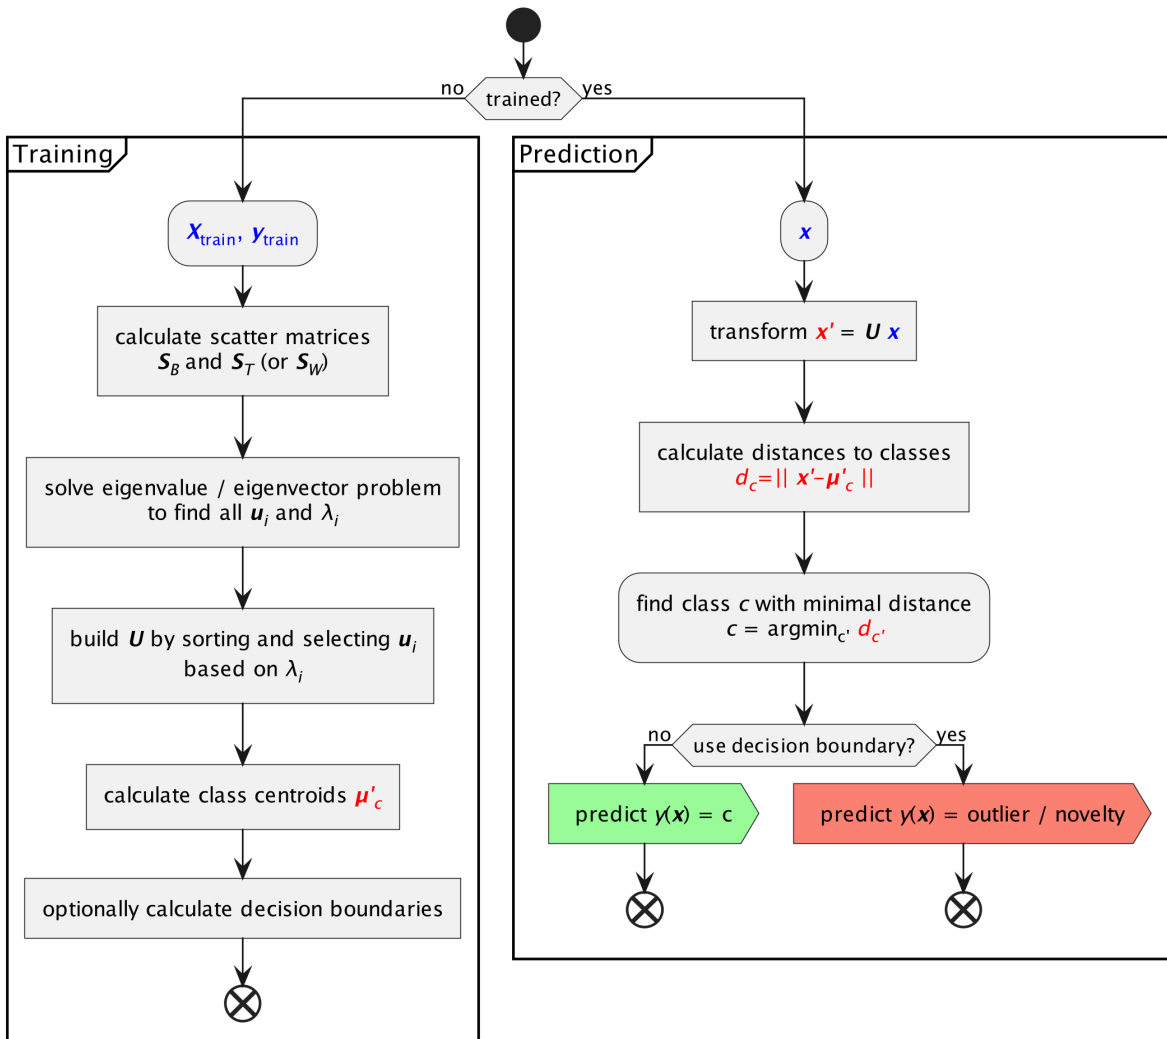 no
trained?
yes
Training
X_train, y_train
calculate scatter matrices
S_B and S_T (or S_W)
solve eigenvalue / eigenvector problem
to find all u_i and λ_i
build U by sorting and selecting u_i
based on λ_i
calculate class centroids μ'_c
optionally calculate decision boundaries
Prediction
x
transform x' = U x
calculate distances to classes
d_c=|| x'-μ'_c ||
find class c with minimal distance
c = argmin_c' d_c'
no
use decision boundary?
yes
predict y(x) = c
predict y(x) = outlier / novelty